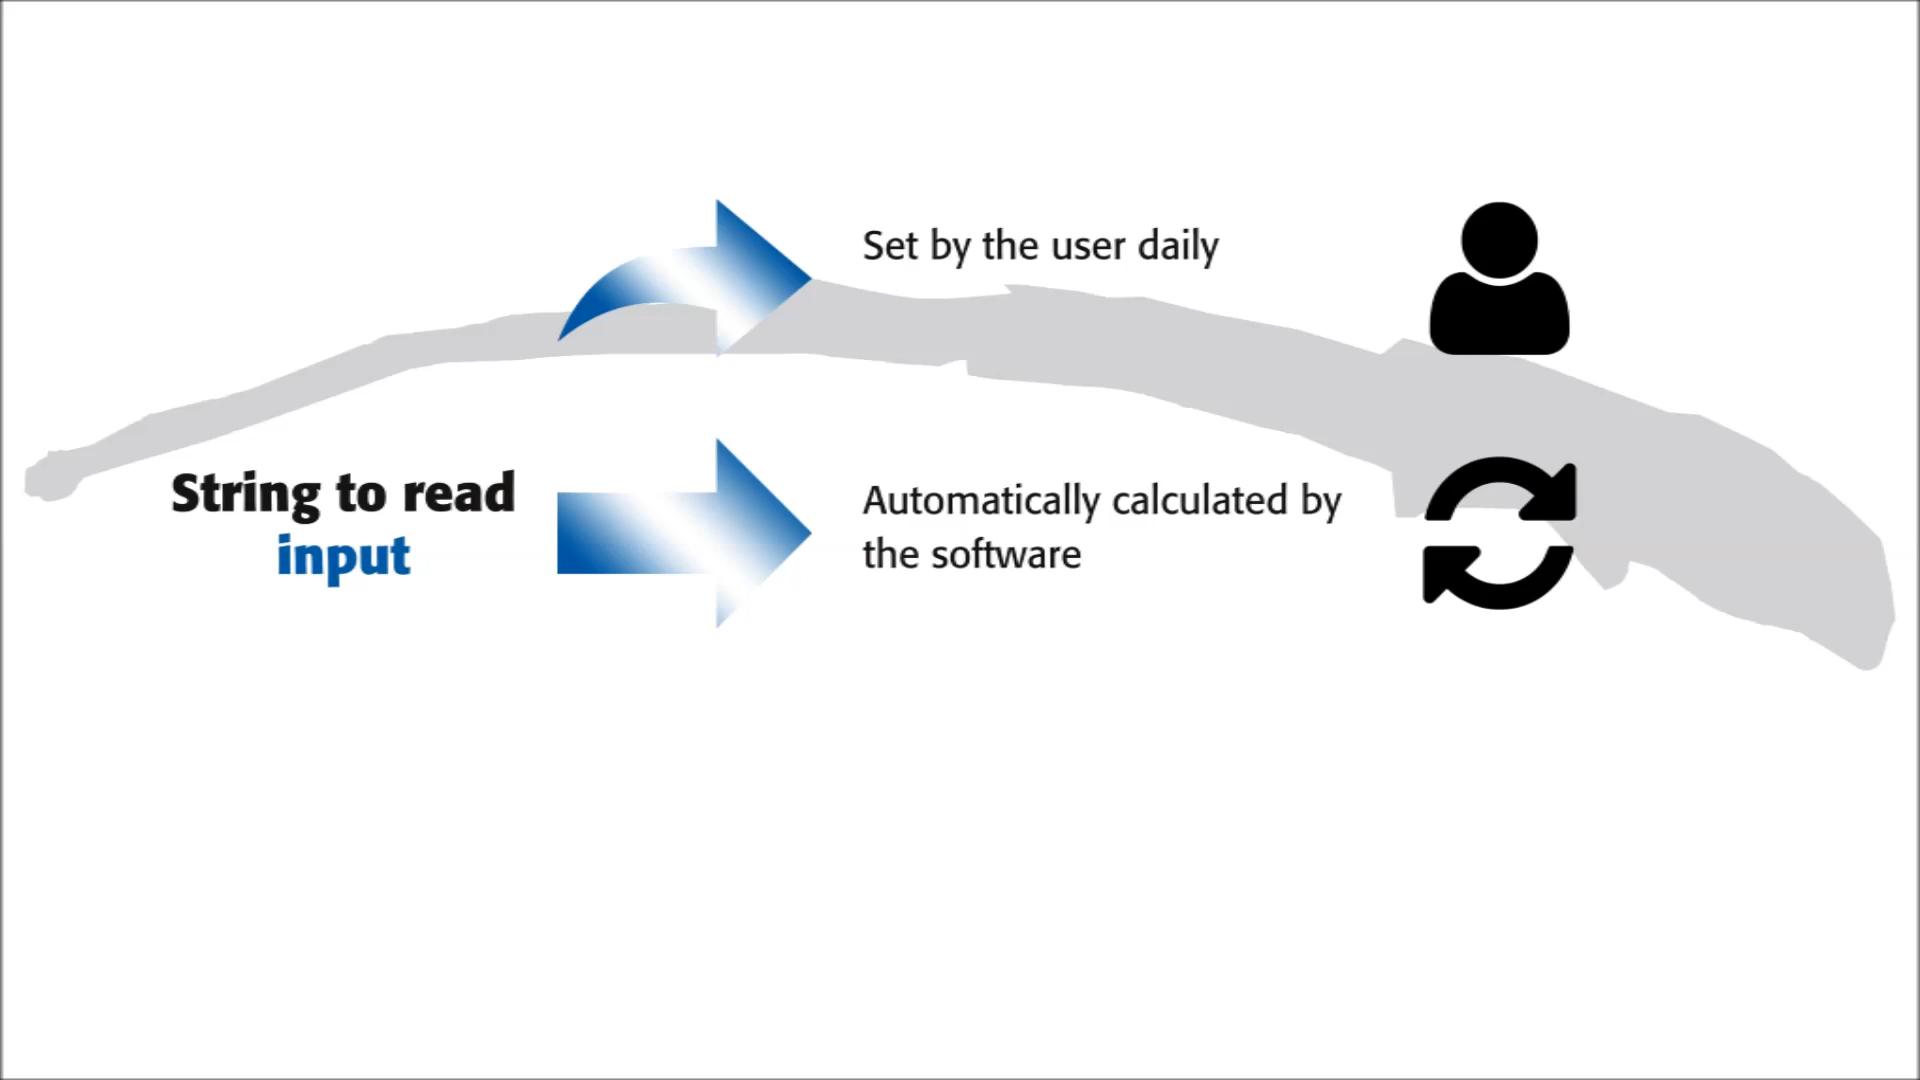 Set by the user daily
String to read
input
Automatically calculated by
the software